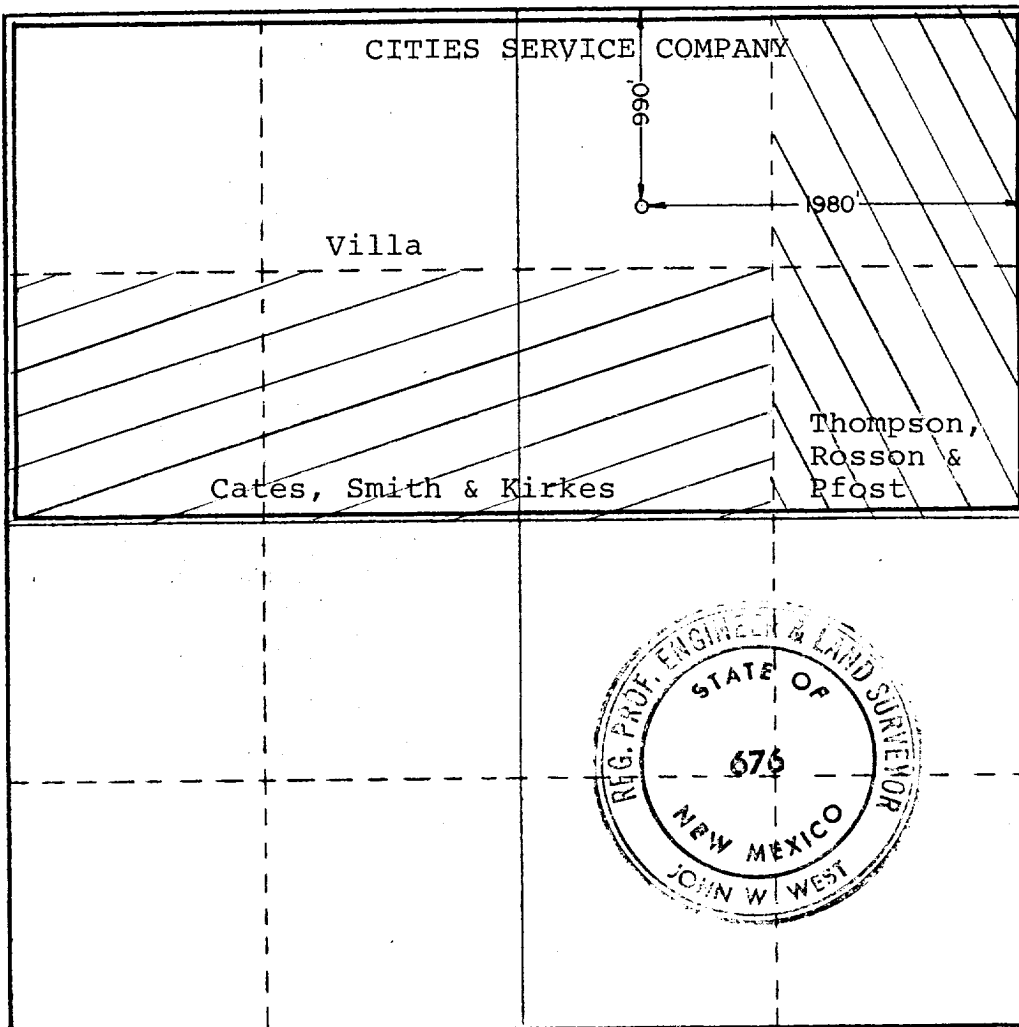 CITIES SERVICE COMPANY
990'
1980'
Villa
Thompson,
Rosson &
Pfost
Cates, Smith & Kirkes
REG. PROF. ENGINEER & LAND SURVEYOR
STATE OF
676
NEW MEXICO
JOHN W WEST